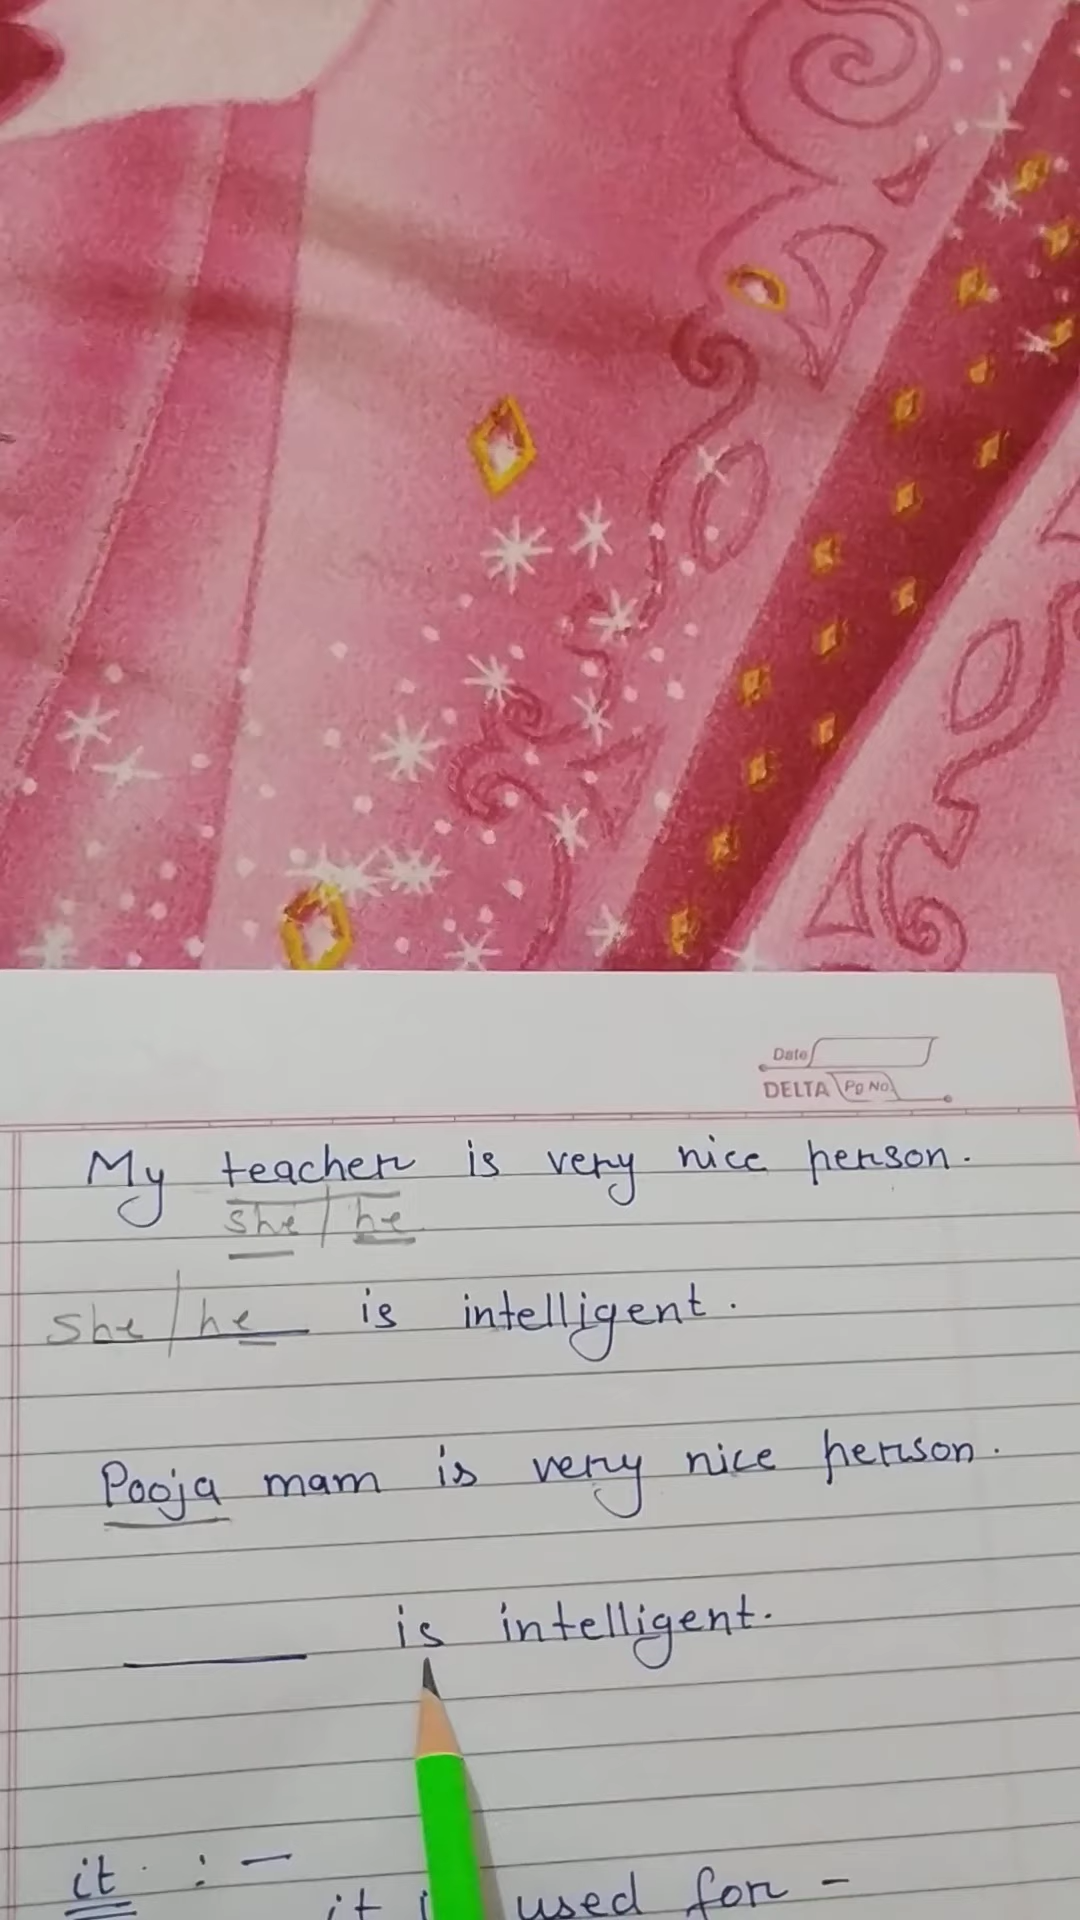 Date
DELTA Pg No
My teacher is very nice person.
she / he
she / he is intelligent.
Pooja mam is very nice person.
is intelligent.
it : -
it used for -